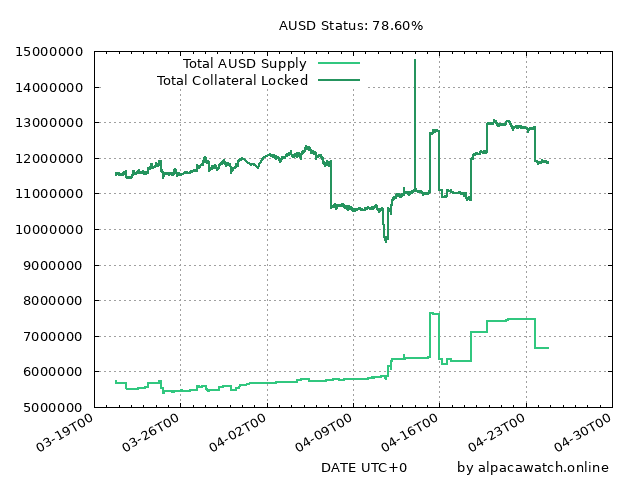 AUSD Status: 78.60%
15000000
14000000
13000000
12000000
11000000
10000000
9000000
8000000
7000000
6000000
5000000
Total AUSD Supply
Total Collateral Locked
03-19T00
03-26T00
04-02T00
04-09T00
04-16T00
04-23T00
04-30T00
DATE UTC+0
by alpacawatch.online